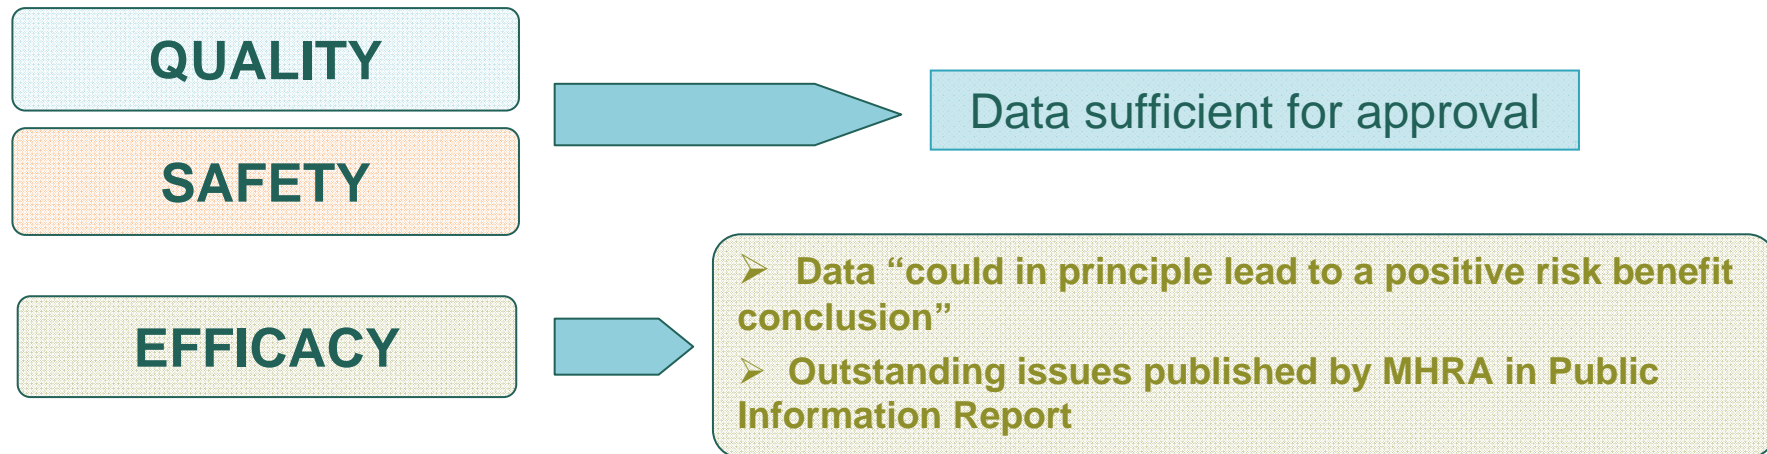 QUALITY
Data sufficient for approval
SAFETY
➢ Data “could in principle lead to a positive risk benefit
conclusion”
EFFICACY
➢ Outstanding issues published by MHRA in Public
Information Report